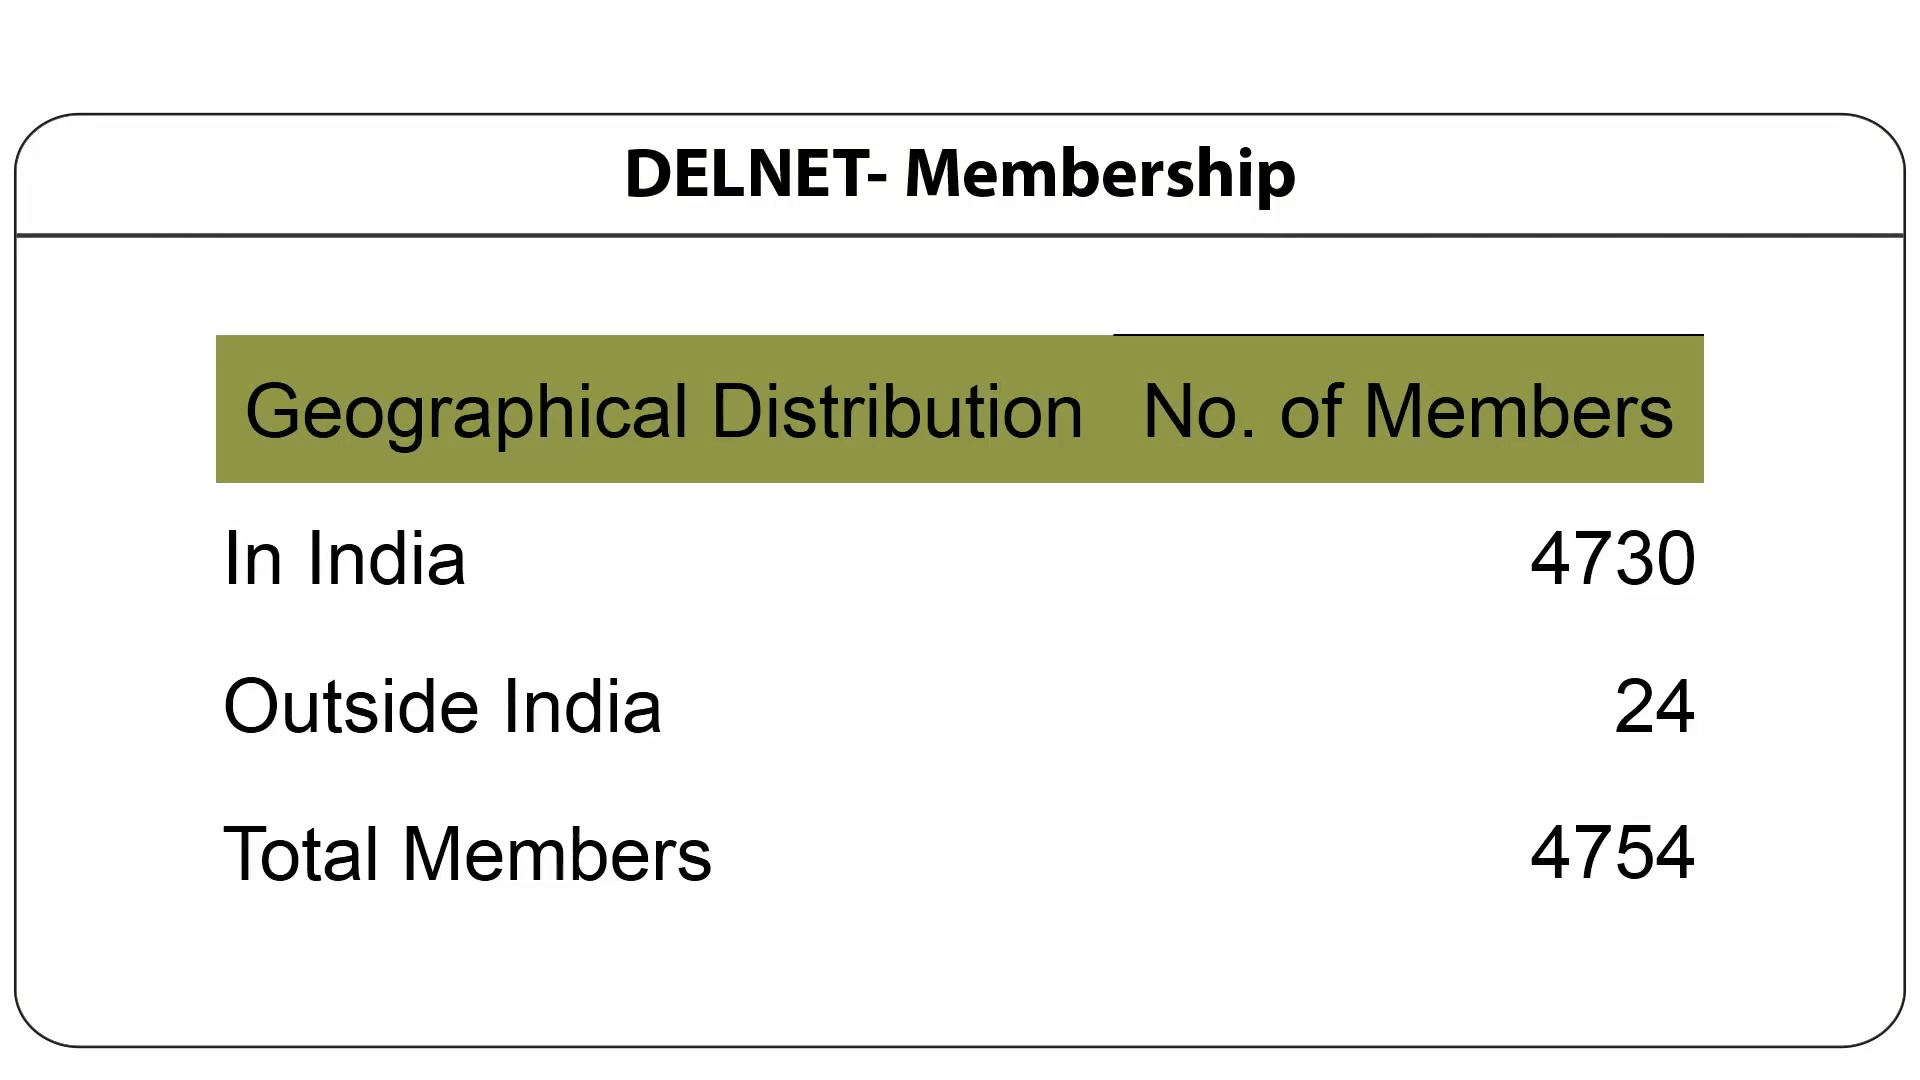 DELNET- Membership
Geographical Distribution No. of Members
In India 4730
Outside India 24
Total Members 4754